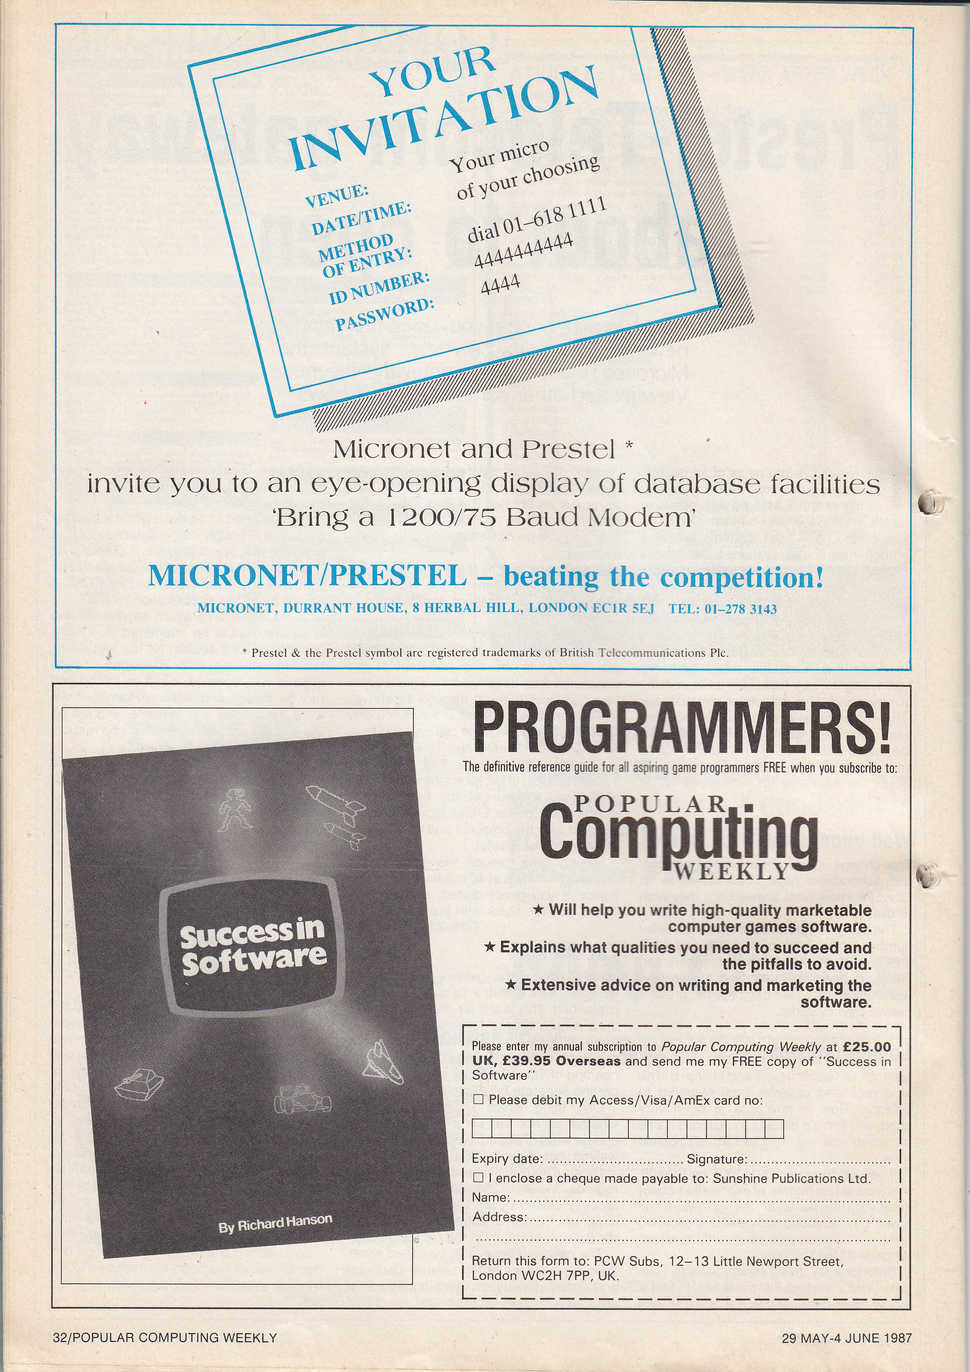 YOUR
INVITATION
VENUE: Your micro
DATE/TIME: of your choosing
METHOD
OF ENTRY: dial 01–618 1111
ID NUMBER: 4444444444
PASSWORD: 4444
Micronet and Prestel *
invite you to an eye-opening display of database facilities
‘Bring a 1200/75 Baud Modem’
MICRONET/PRESTEL – beating the competition!
MICRONET, DURRANT HOUSE, 8 HERBAL HILL, LONDON EC1R 5EJ TEL: 01–278 3143
* Prestel & the Prestel symbol are registered trademarks of British Telecommunications Plc.
Success in
Software
By Richard Hanson
PROGRAMMERS!
The definitive reference guide for all aspiring game programmers FREE when you subscribe to:
POPULAR
Computing
WEEKLY
★ Will help you write high-quality marketable
computer games software.
★ Explains what qualities you need to succeed and
the pitfalls to avoid.
★ Extensive advice on writing and marketing the
software.
Please enter my annual subscription to Popular Computing Weekly at £25.00
UK, £39.95 Overseas and send me my FREE copy of ''Success in
Software''
☐ Please debit my Access/Visa/AmEx card no:
Expiry date: .................................. Signature: ..................................
☐ I enclose a cheque made payable to: Sunshine Publications Ltd.
Name: ..................................
Address: ..................................
Return this form to: PCW Subs, 12–13 Little Newport Street,
London WC2H 7PP, UK.
32/POPULAR COMPUTING WEEKLY
29 MAY-4 JUNE 1987